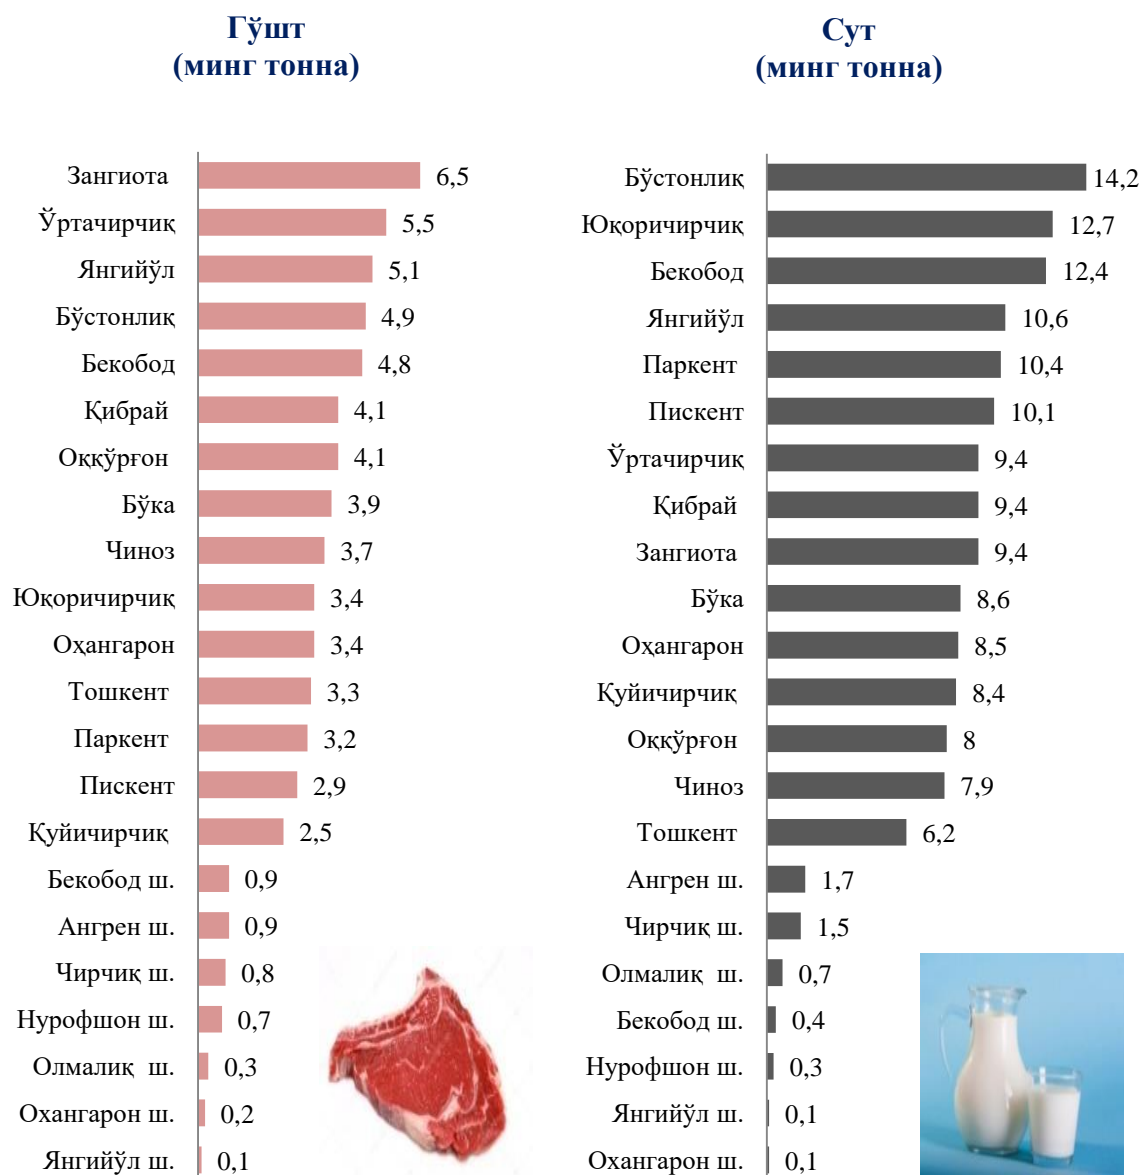 Гўшт
(минг тонна)
Зангиота 6,5
Ўртачирчиқ 5,5
Янгийўл 5,1
Бўстонлиқ 4,9
Бекобод 4,8
Қибрай 4,1
Оққўрғон 4,1
Бўка 3,9
Чиноз 3,7
Юқоричирчиқ 3,4
Оҳангарон 3,4
Тошкент 3,3
Паркент 3,2
Пискент 2,9
Қуйичирчиқ 2,5
Бекобод ш. 0,9
Ангрен ш. 0,9
Чирчиқ ш. 0,8
Нурофшон ш. 0,7
Олмалиқ ш. 0,3
Охангарон ш. 0,2
Янгийўл ш. 0,1
Сут
(минг тонна)
Бўстонлиқ 14,2
Юқоричирчиқ 12,7
Бекобод 12,4
Янгийўл 10,6
Паркент 10,4
Пискент 10,1
Ўртачирчиқ 9,4
Қибрай 9,4
Зангиота 9,4
Бўка 8,6
Оҳангарон 8,5
Қуйичирчиқ 8,4
Оққўрғон 8
Чиноз 7,9
Тошкент 6,2
Ангрен ш. 1,7
Чирчиқ ш. 1,5
Олмалиқ ш. 0,7
Бекобод ш. 0,4
Нурофшон ш. 0,3
Янгийўл ш. 0,1
Охангарон ш. 0,1